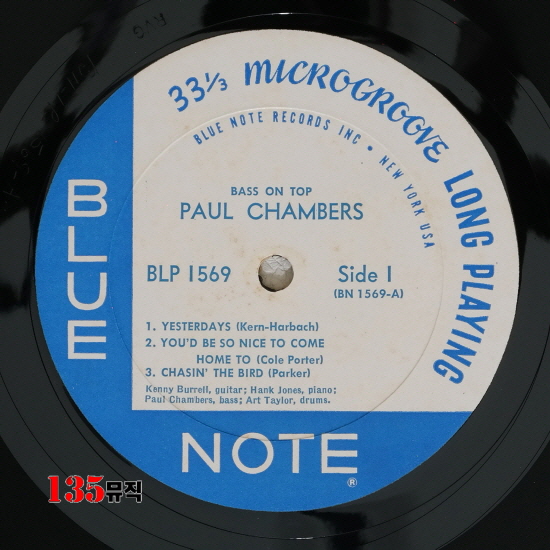 RVG
33⅓ MICROGROOVE LONG PLAYING
BLUE NOTE RECORDS INC • NEW YORK USA
BASS ON TOP
PAUL CHAMBERS
BLP 1569 Side 1
(BN 1569-A)
1. YESTERDAYS (Kern-Harbach)
2. YOU'D BE SO NICE TO COME
HOME TO (Cole Porter)
3. CHASIN' THE BIRD (Parker)
Kenny Burrell, guitar; Hank Jones, piano;
Paul Chambers, bass; Art Taylor, drums.
BLUE
NOTE
®
135뮤직